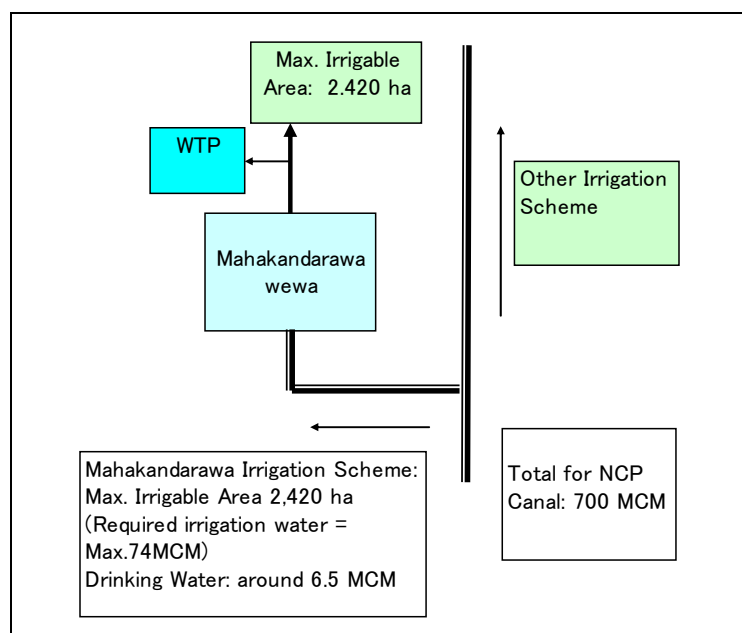 Max. Irrigable
Area: 2.420 ha
WTP
Other Irrigation
Scheme
Mahakandarawa
wewa
Mahakandarawa Irrigation Scheme:
Max. Irrigable Area 2,420 ha
(Required irrigation water =
Max.74MCM)
Drinking Water: around 6.5 MCM
Total for NCP
Canal: 700 MCM